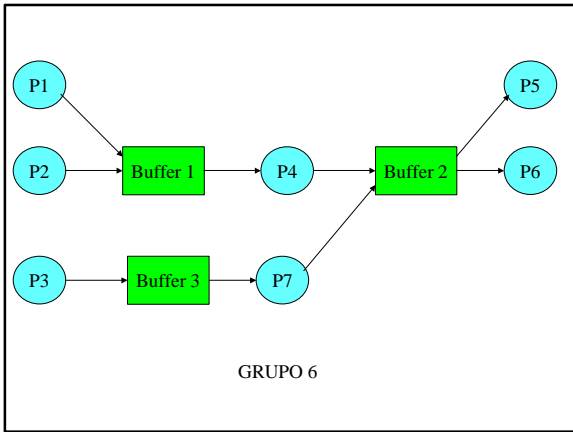 P1
P5
P2
Buffer 1
P4
Buffer 2
P6
P3
Buffer 3
P7
GRUPO 6